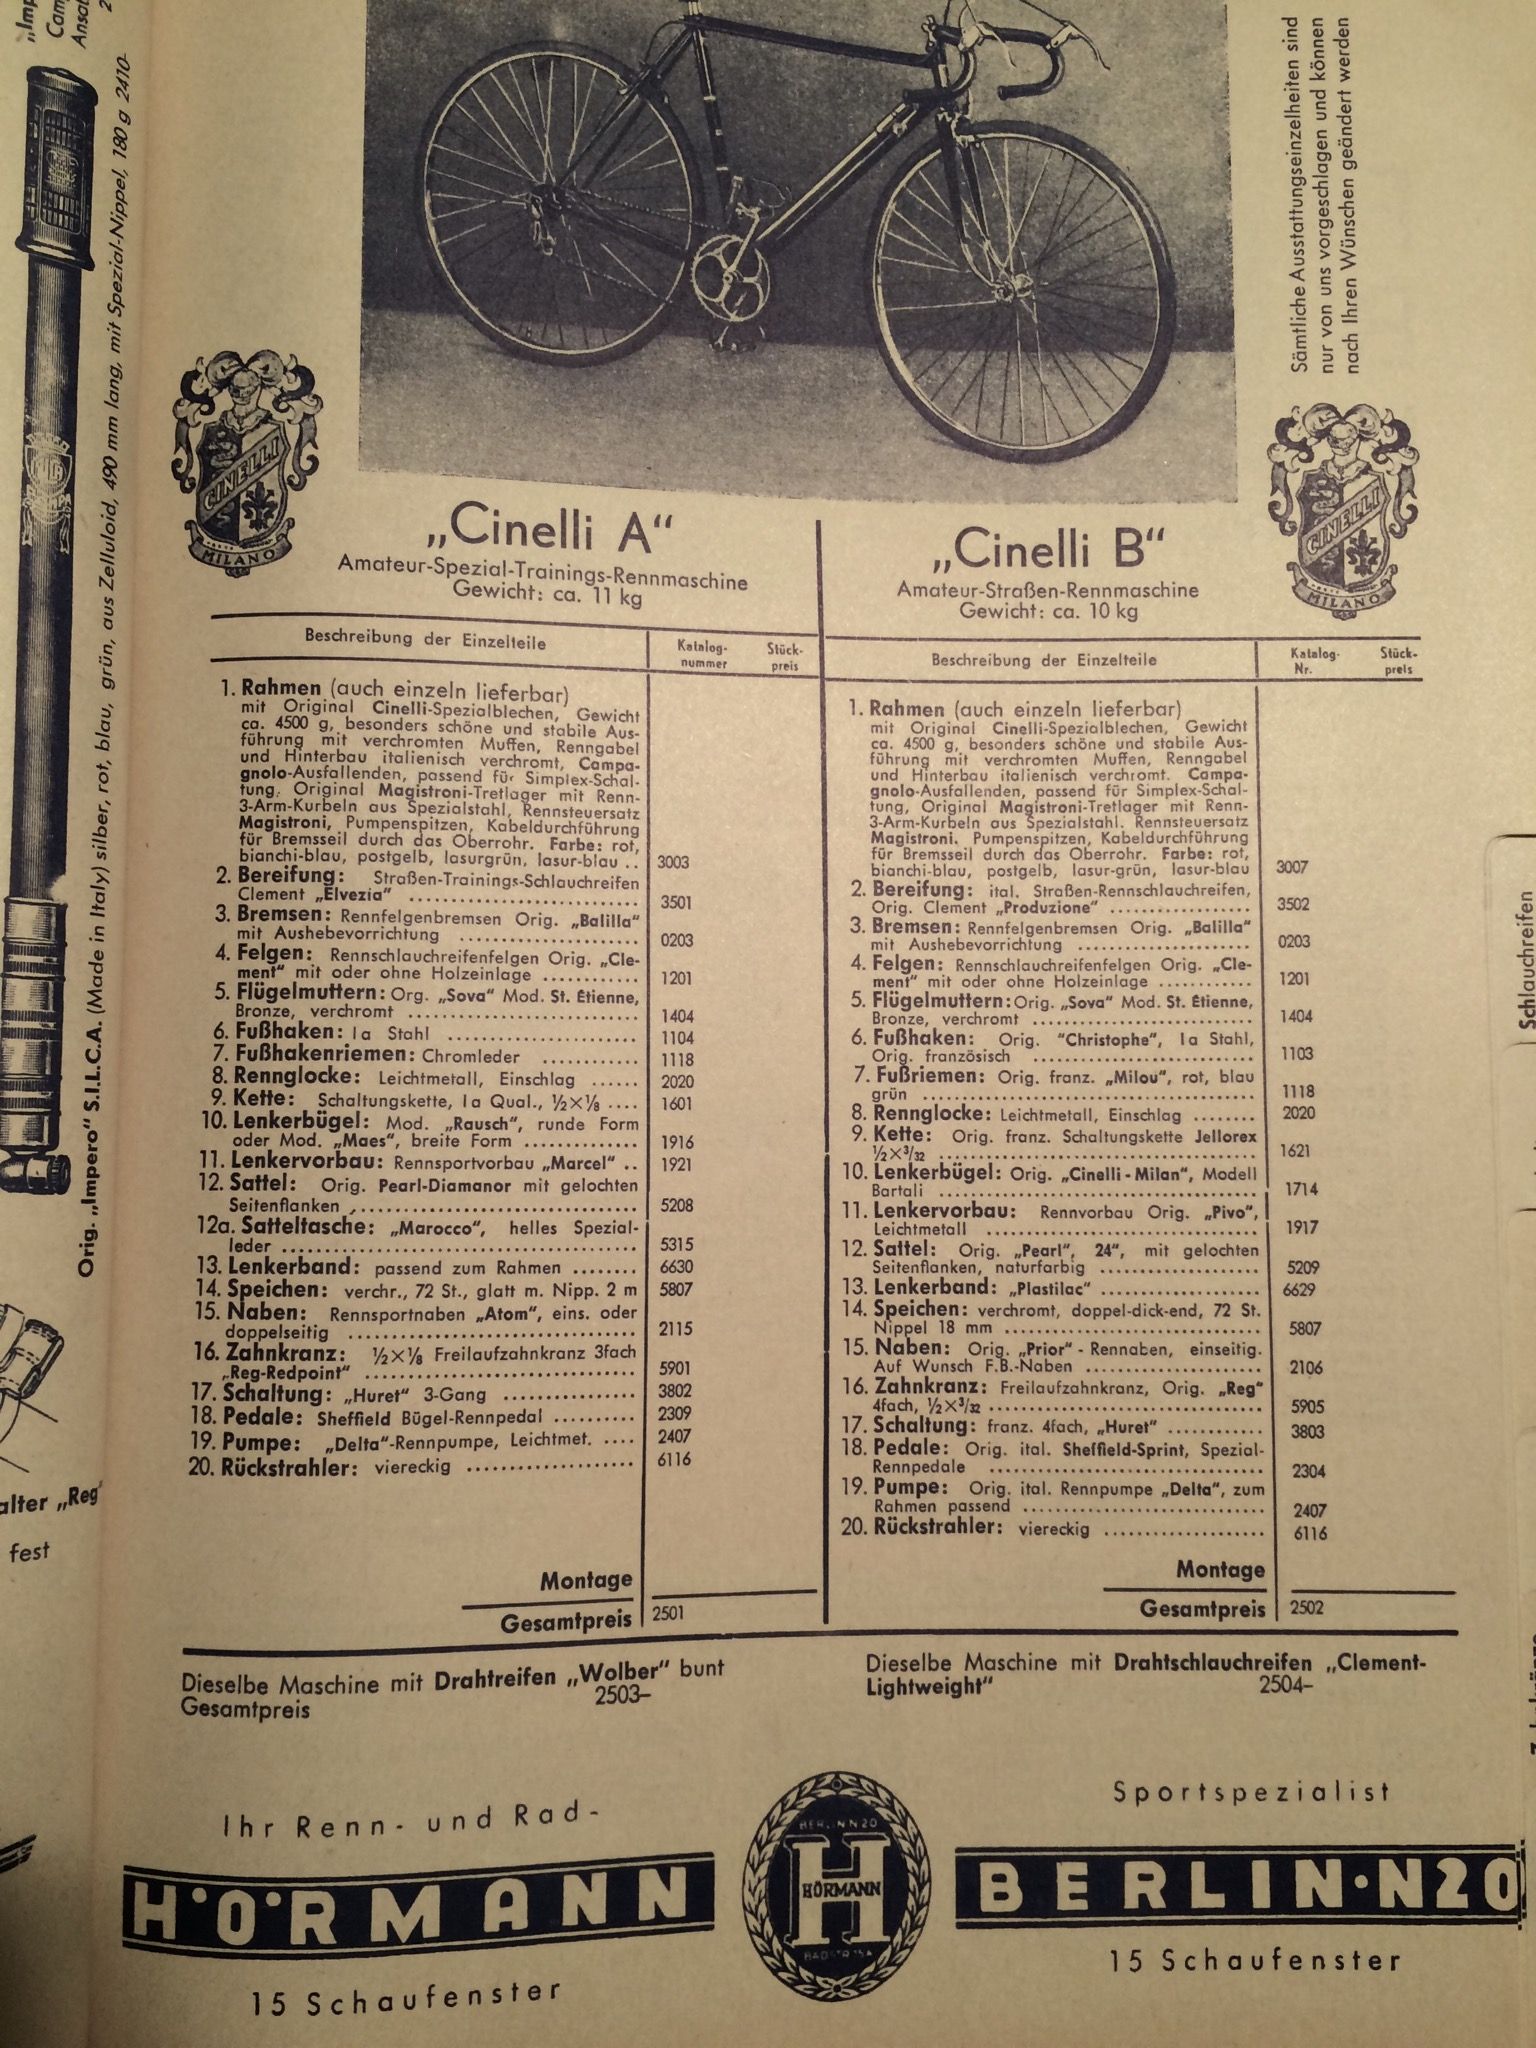 „Imp
Cam
Ansat
Orig. „Impero“ S.I.L.C.A. (Made in Italy) silber, rot, blau, grün, aus Zelluloid, 490 mm lang, mit Spezial-Nippel, 180 g 2410-
alter „Reg“
fest
Sämtliche Ausstattungseinzelheiten sind
nur von uns vorgeschlagen und können
nach Ihren Wünschen geändert werden
CINELLI
MILANO
CINELLI
MILANO
„Cinelli A“
Amateur-Spezial-Trainings-Rennmaschine
Gewicht: ca. 11 kg
Beschreibung der Einzelteile
Katalog-
nummer
Stück-
preis
1. Rahmen (auch einzeln lieferbar)
mit Original Cinelli-Spezialblechen, Gewicht
ca. 4500 g, besonders schöne und stabile Aus-
führung mit verchromten Muffen, Renngabel
und Hinterbau italienisch verchromt, Campa-
gnolo-Ausfallenden, passend für Simplex-Schal-
tung. Original Magistroni-Tretlager mit Renn-
3-Arm-Kurbeln aus Spezialstahl, Rennsteuersatz
Magistroni, Pumpenspitzen, Kabeldurchführung
für Bremsseil durch das Oberrohr. Farbe: rot,
bianchi-blau, postgelb, lasurgrün, lasur-blau .. 3003
2. Bereifung: Straßen-Trainings-Schlauchreifen
Clement „Elvezia“ .......................... 3501
3. Bremsen: Rennfelgenbremsen Orig. „Balilla“
mit Aushebevorrichtung .................... 0203
4. Felgen: Rennschlauchreifenfelgen Orig. „Cle-
ment“ mit oder ohne Holzeinlage ........... 1201
5. Flügelmuttern: Org. „Sova“ Mod. St. Étienne,
Bronze, verchromt .......................... 1404
6. Fußhaken: Ia Stahl ..................... 1104
7. Fußhakenriemen: Chromleder ........... 1118
8. Rennglocke: Leichtmetall, Einschlag ...... 2020
9. Kette: Schaltungskette, Ia Qual., ½×⅛ .... 1601
10. Lenkerbügel: Mod. „Rausch“, runde Form
oder Mod. „Maes“, breite Form ............. 1916
11. Lenkervorbau: Rennsportvorbau „Marcel“ .. 1921
12. Sattel: Orig. Pearl-Diamanor mit gelochten
Seitenflanken ................................ 5208
12a. Satteltasche: „Marocco“, helles Spezial-
leder ........................................ 5315
13. Lenkerband: passend zum Rahmen ........ 6630
14. Speichen: verchr., 72 St., glatt m. Nipp. 2 m 5807
15. Naben: Rennsportnaben „Atom“, eins. oder
doppelseitig ................................ 2115
16. Zahnkranz: ½×⅛ Freilaufzahnkranz 3fach
„Reg-Redpoint“ ............................. 5901
17. Schaltung: „Huret“ 3-Gang ............... 3802
18. Pedale: Sheffield Bügel-Rennpedal .......... 2309
19. Pumpe: „Delta“-Rennpumpe, Leichtmet. .... 2407
20. Rückstrahler: viereckig ................... 6116
Montage
Gesamtpreis 2501
„Cinelli B“
Amateur-Straßen-Rennmaschine
Gewicht: ca. 10 kg
Beschreibung der Einzelteile
Katalog-
Nr.
Stück-
preis
1. Rahmen (auch einzeln lieferbar)
mit Original Cinelli-Spezialblechen, Gewicht
ca. 4500 g, besonders schöne und stabile Aus-
führung mit verchromten Muffen, Renngabel
und Hinterbau italienisch verchromt. Campa-
gnolo-Ausfallenden, passend für Simplex-Schal-
tung, Original Magistroni-Tretlager mit Renn-
3-Arm-Kurbeln aus Spezialstahl. Rennsteuersatz
Magistroni. Pumpenspitzen, Kabeldurchführung
für Bremsseil durch das Oberrohr. Farbe: rot,
bianchi-blau, postgelb, lasur-grün, lasur-blau 3007
2. Bereifung: ital. Straßen-Rennschlauchreifen,
Orig. Clement „Produzione“ ................ 3502
3. Bremsen: Rennfelgenbremsen Orig. „Balilla“
mit Aushebevorrichtung .................... 0203
4. Felgen: Rennschlauchreifenfelgen Orig. „Cle-
ment“ mit oder ohne Holzeinlage ........... 1201
5. Flügelmuttern: Orig. „Sova“ Mod. St. Étienne,
Bronze, verchromt .......................... 1404
6. Fußhaken: Orig. "Christophe“, Ia Stahl,
Orig. französisch .......................... 1103
7. Fußriemen: Orig. franz. „Milou“, rot, blau
grün ........................................ 1118
8. Rennglocke: Leichtmetall, Einschlag ........ 2020
9. Kette: Orig. franz. Schaltungskette Jellorex
½×³/₃₂ ..................................... 1621
10. Lenkerbügel: Orig. „Cinelli-Milan“, Modell
Bartali ..................................... 1714
11. Lenkervorbau: Rennvorbau Orig. „Pivo“,
Leichtmetall ................................ 1917
12. Sattel: Orig. „Pearl“, 24“, mit gelochten
Seitenflanken, naturfarbig ................... 5209
13. Lenkerband: „Plastilac“ .................... 6629
14. Speichen: verchromt, doppel-dick-end, 72 St.
Nippel 18 mm .............................. 5807
15. Naben: Orig. „Prior“-Rennaben, einseitig.
Auf Wunsch F.B.-Naben .................... 2106
16. Zahnkranz: Freilaufzahnkranz, Orig. „Reg“
4fach, ½×³/₃₂ ............................... 5905
17. Schaltung: franz. 4fach, „Huret“ ........... 3803
18. Pedale: Orig. ital. Sheffield-Sprint, Spezial-
Rennpedale ................................ 2304
19. Pumpe: Orig. ital. Rennpumpe „Delta“, zum
Rahmen passend ........................... 2407
20. Rückstrahler: viereckig ................... 6116
Montage
Gesamtpreis 2502
Schlauchreifen
Dieselbe Maschine mit Drahtreifen „Wolber“ bunt
Gesamtpreis 2503–
Dieselbe Maschine mit Drahtschlauchreifen „Clement-
Lightweight“ 2504–
Ihr Renn- und Rad-
Sportspezialist
HÖRMANN
BERLIN N20
H
HÖRMANN
BADSTR. 15A
BERLIN·N20
15 Schaufenster
15 Schaufenster